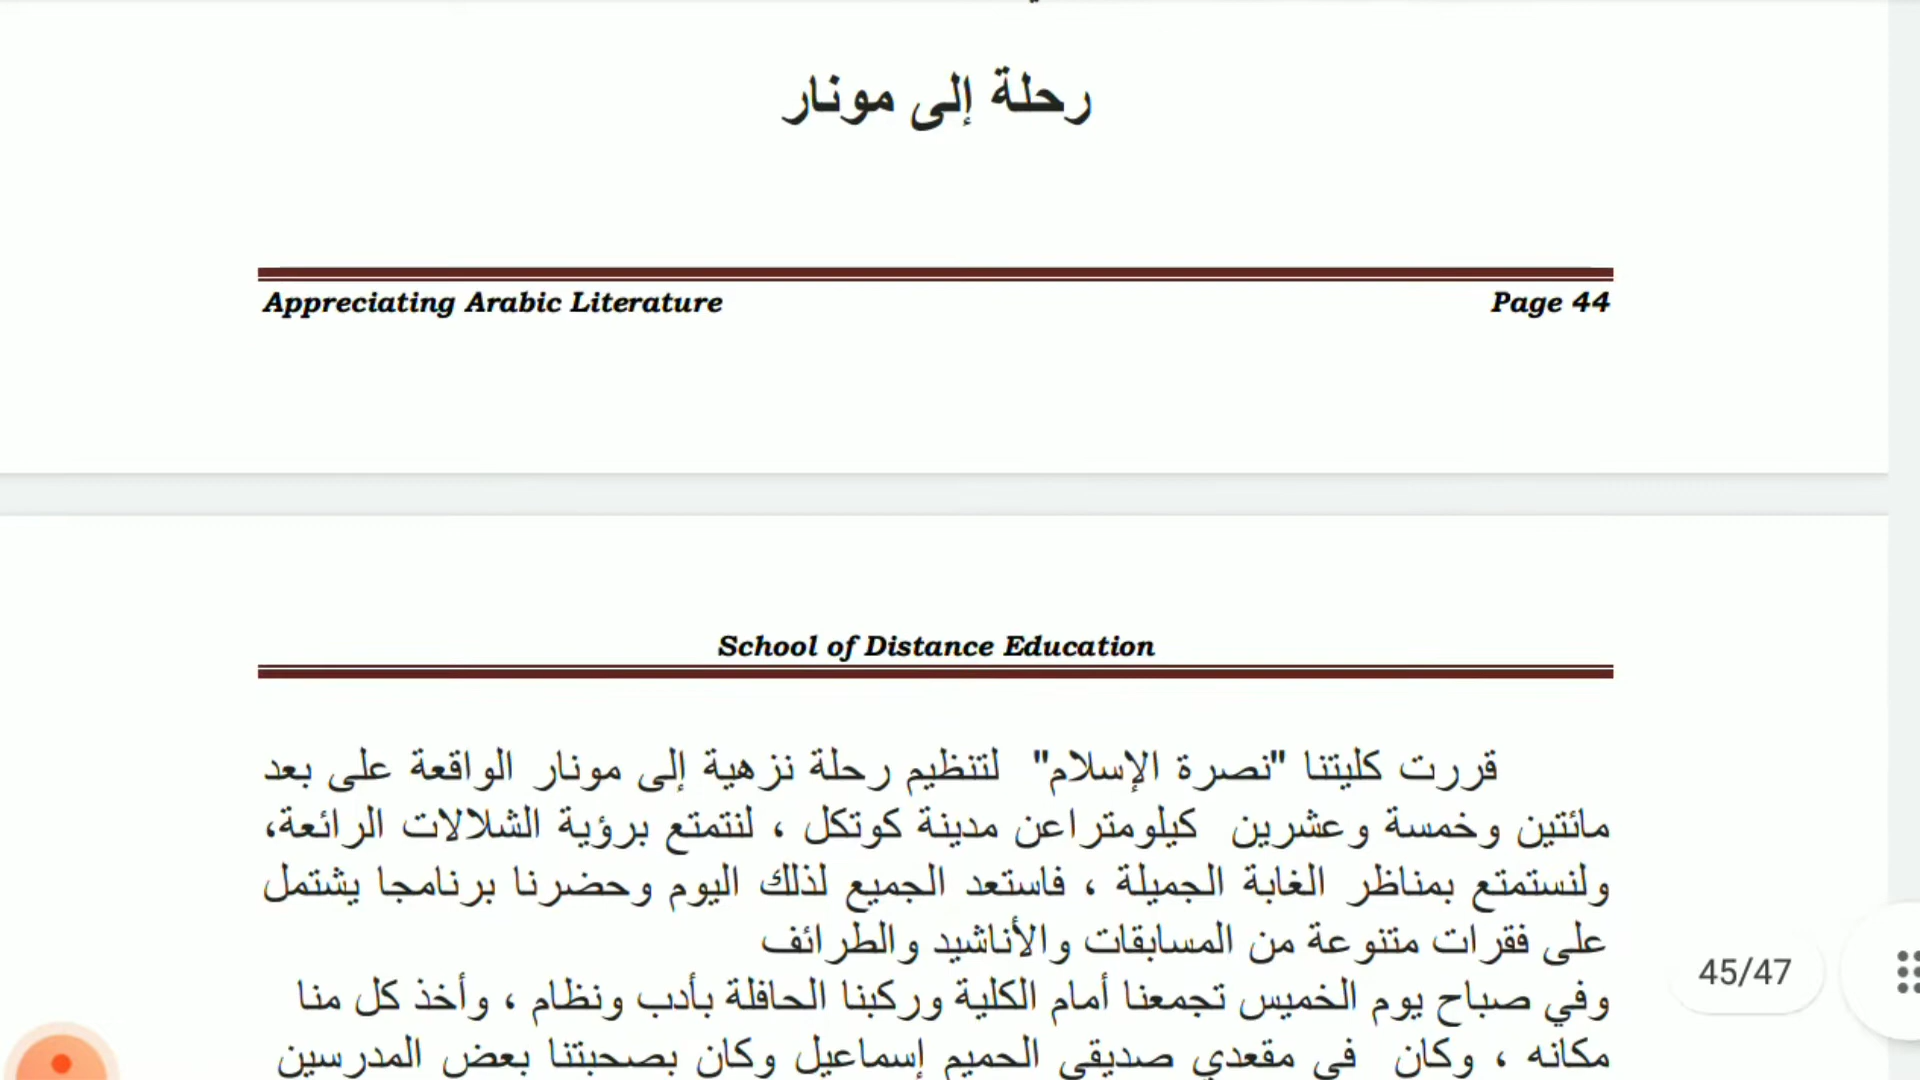 رحلة إلى مونار
Appreciating Arabic Literature Page 44
School of Distance Education
قررت كليتنا "نصرة الإسلام" لتنظيم رحلة نزهية إلى مونار الواقعة على بعد
مائتين وخمسة وعشرين كيلومتراعن مدينة كوتكل ، لنتمتع برؤية الشلالات الرائعة،
ولنستمتع بمناظر الغابة الجميلة ، فاستعد الجميع لذلك اليوم وحضرنا برنامجا يشتمل
على فقرات متنوعة من المسابقات والأناشيد والطرائف
وفي صباح يوم الخميس تجمعنا أمام الكلية وركبنا الحافلة بأدب ونظام ، وأخذ كل منا
مكانه ، وكان في مقعدي صديقي الحميم إسماعيل وكان بصحبتنا بعض المدرسين
45/47